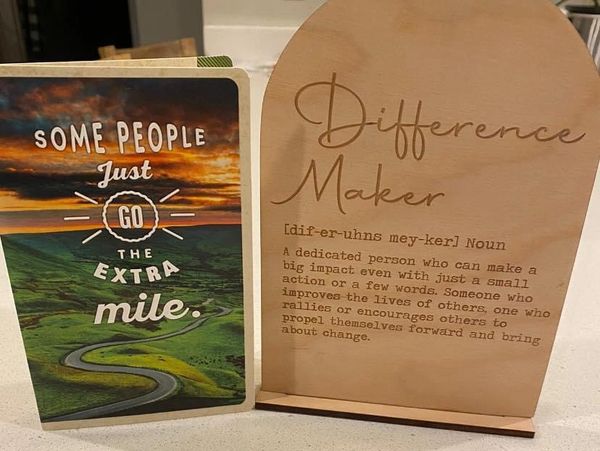 SOME PEOPLE
Just
GO
THE
EXTRA
mile.
Difference
Maker
[dif-er-uhns mey-ker] Noun
A dedicated person who can make a
big impact even with just a small
action or a few words. Someone who
improves the lives of others, one who
rallies or encourages others to
propel themselves forward and bring
about change.